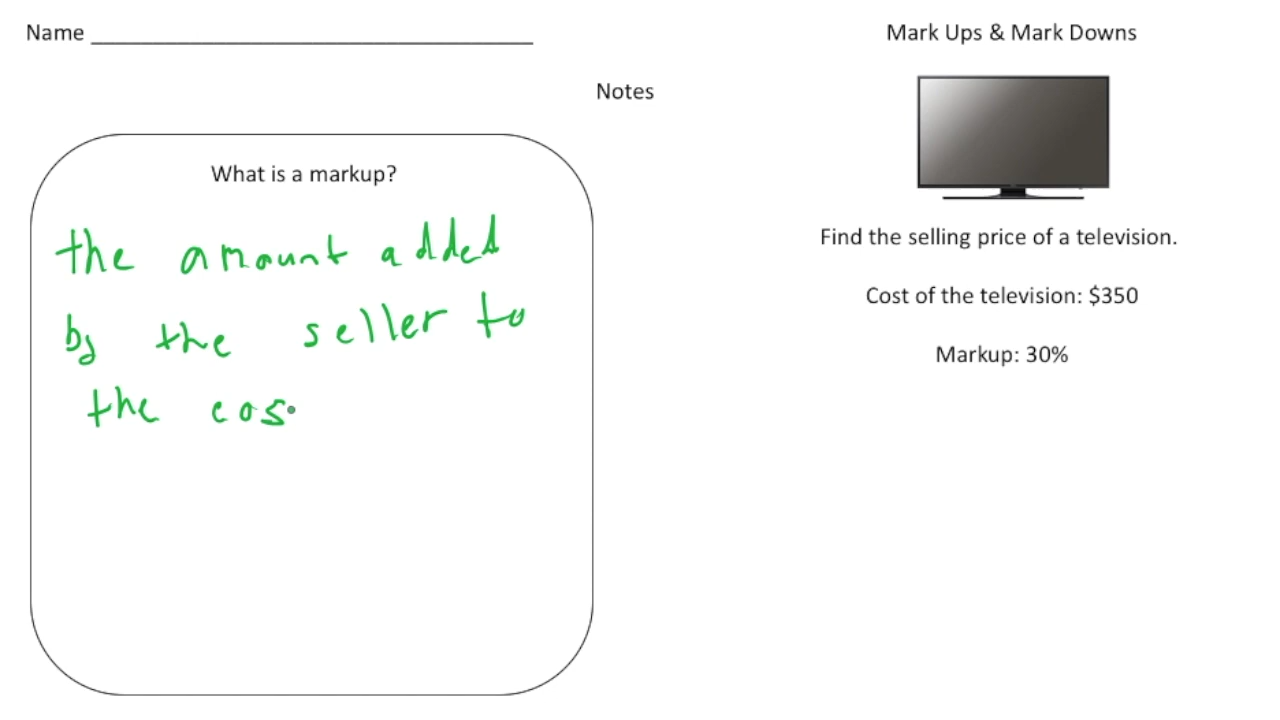 Name
Mark Ups & Mark Downs
Notes
What is a markup?
the amount added
by the seller to
the cos
Find the selling price of a television.
Cost of the television: $350
Markup: 30%